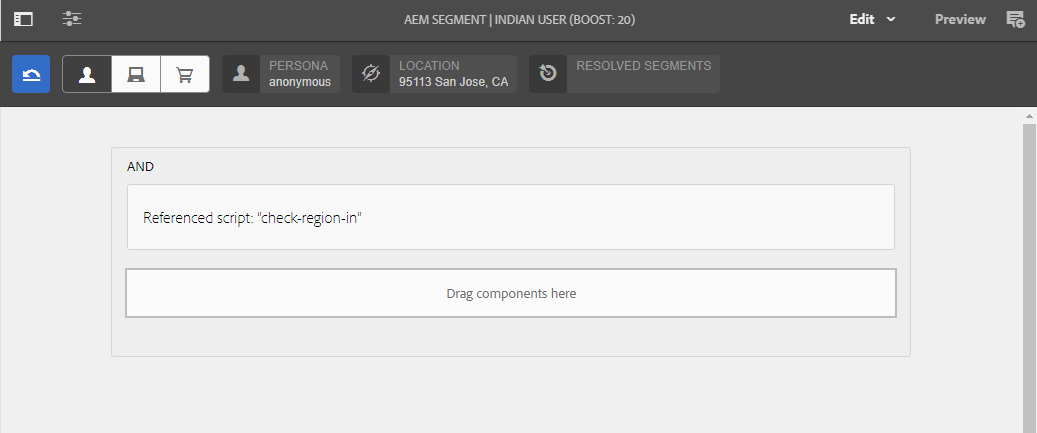 AEM SEGMENT | INDIAN USER (BOOST: 20)
Edit
Preview
PERSONA
anonymous
LOCATION
95113 San Jose, CA
RESOLVED SEGMENTS
AND
Referenced script: "check-region-in"
Drag components here